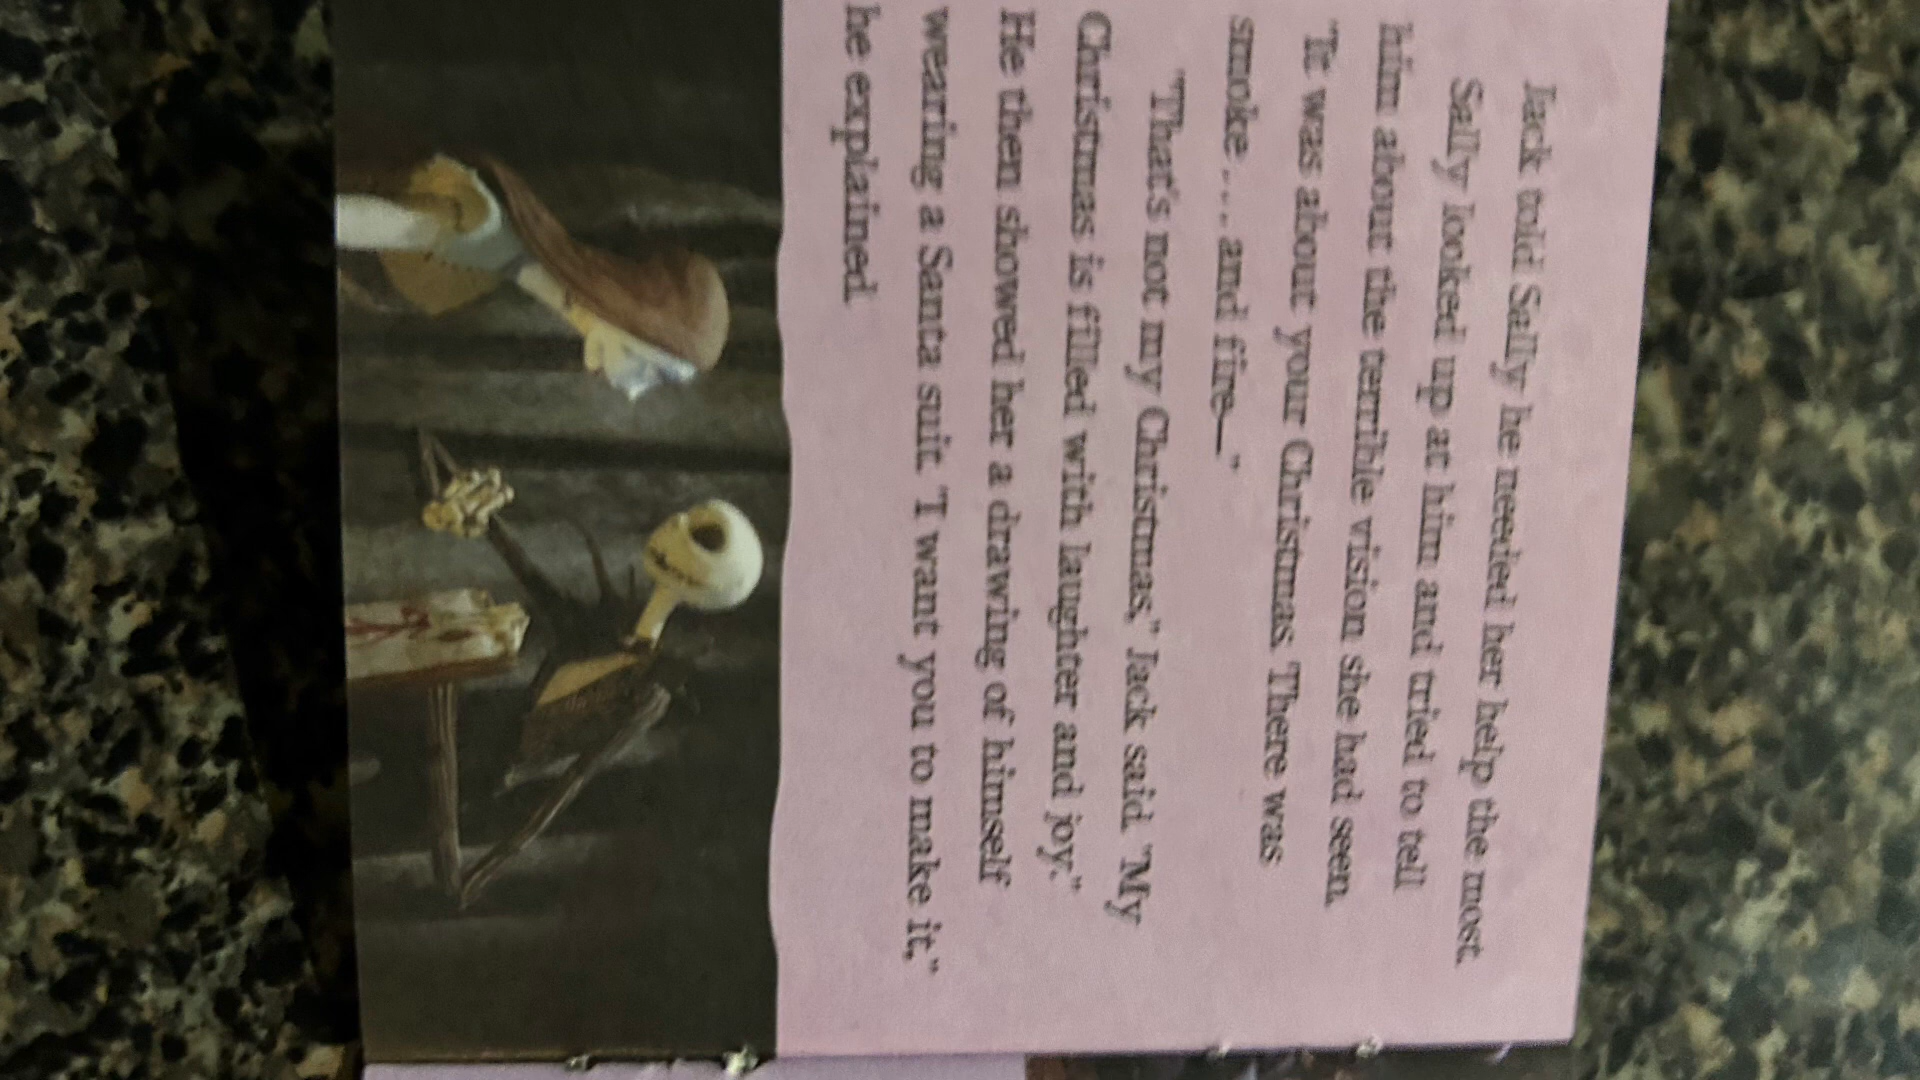 Jack told Sally he needed her help the most.
Sally looked up at him and tried to tell
him about the terrible vision she had seen.
"It was about your Christmas. There was
smoke . . . and fire—"
"That's not my Christmas," Jack said. "My
Christmas is filled with laughter and joy."
He then showed her a drawing of himself
wearing a Santa suit. "I want you to make it,"
he explained.